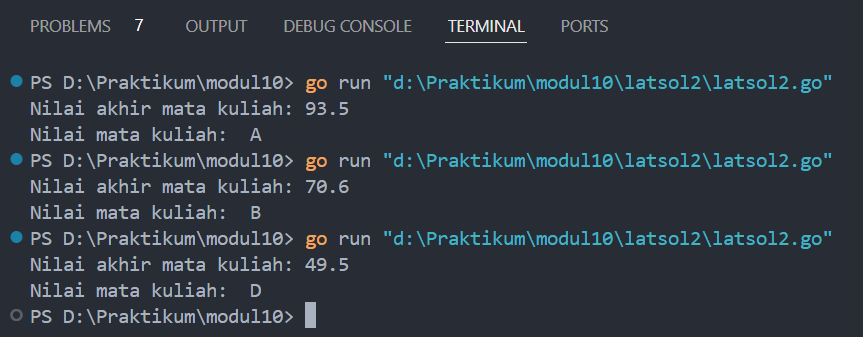 PROBLEMS 7 OUTPUT DEBUG CONSOLE TERMINAL PORTS
PS D:\Praktikum\modul10> go run "d:\Praktikum\modul10\latsol2\latsol2.go"
Nilai akhir mata kuliah: 93.5
Nilai mata kuliah:  A
PS D:\Praktikum\modul10> go run "d:\Praktikum\modul10\latsol2\latsol2.go"
Nilai akhir mata kuliah: 70.6
Nilai mata kuliah:  B
PS D:\Praktikum\modul10> go run "d:\Praktikum\modul10\latsol2\latsol2.go"
Nilai akhir mata kuliah: 49.5
Nilai mata kuliah:  D
PS D:\Praktikum\modul10>